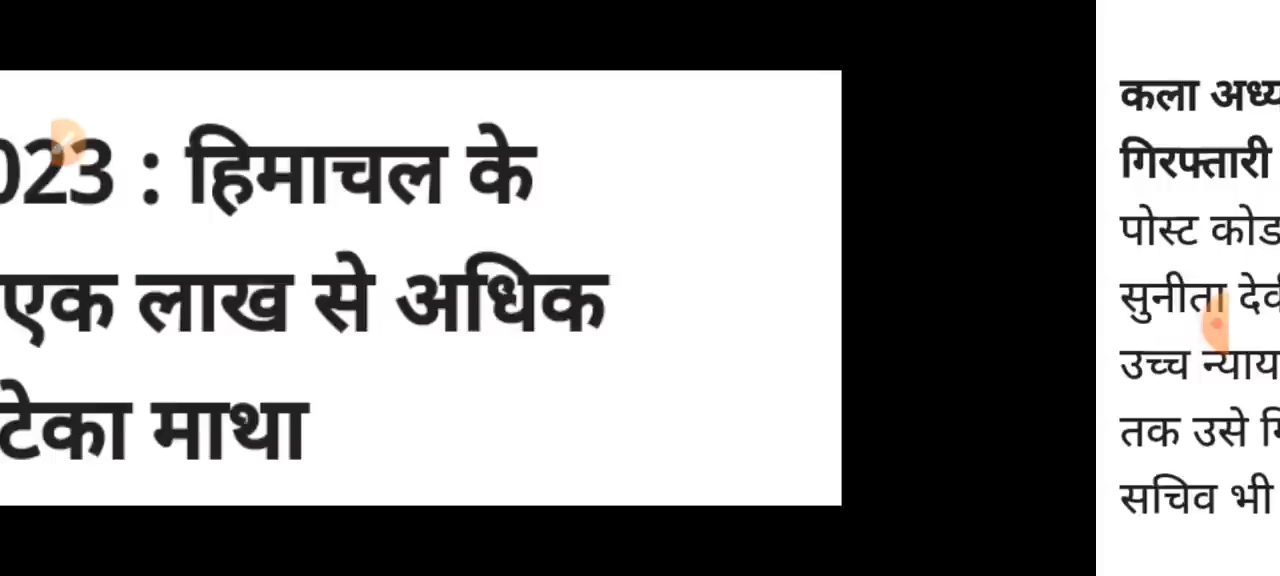 023 : हिमाचल के
एक लाख से अधिक
टेका माथा
कला
गिरफ्तारी
पोस्ट कोड
सुनीता
उच्च
तक उसे
सचिव भी